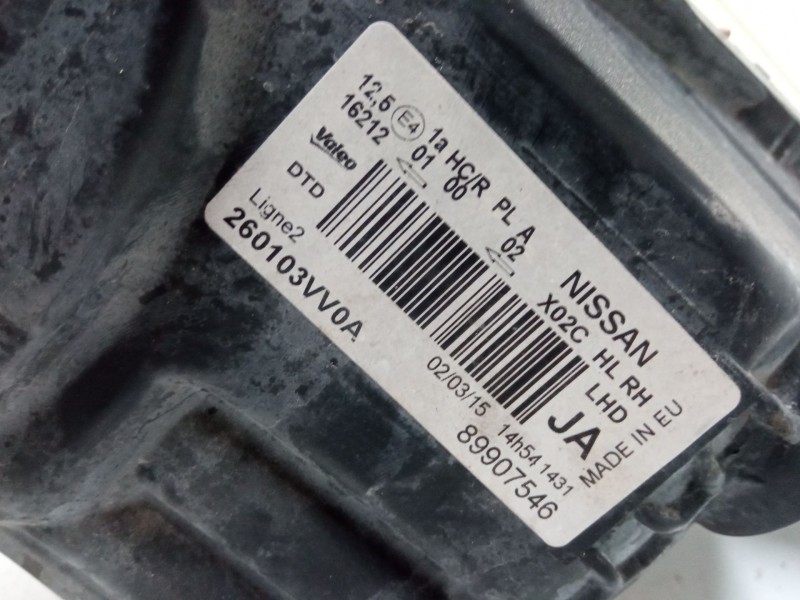 12,5 E4 1a HC/R PL A NISSAN
16212 01 00 02 X02C HL RH
Valeo LHD
DTD JA
MADE IN EU
Ligne2 02/03/15 14h54 1431
260103VV0A 89907546